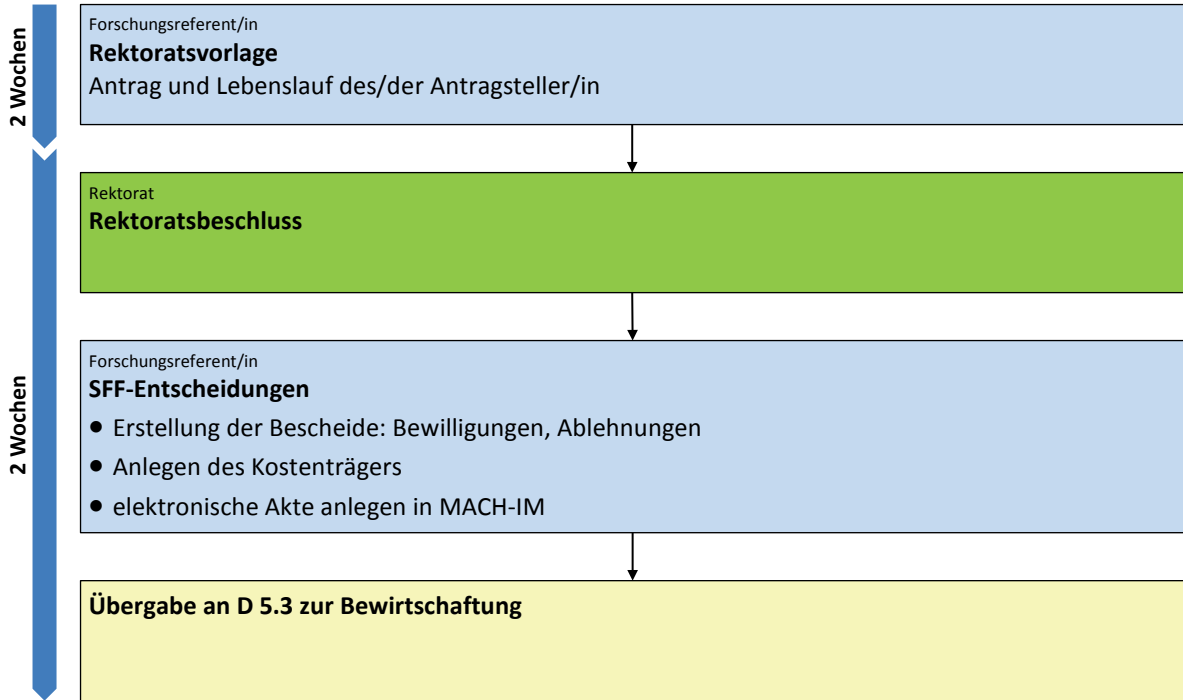 2 Wochen
Forschungsreferent/in
Rektoratsvorlage
Antrag und Lebenslauf des/der Antragsteller/in
2 Wochen
Rektorat
Rektoratsbeschluss
Forschungsreferent/in
SFF-Entscheidungen
● Erstellung der Bescheide: Bewilligungen, Ablehnungen
● Anlegen des Kostenträgers
● elektronische Akte anlegen in MACH-IM
Übergabe an D 5.3 zur Bewirtschaftung